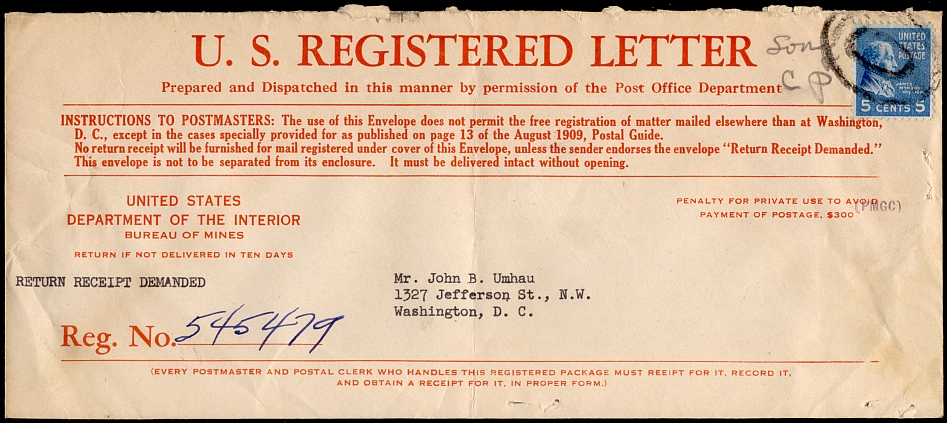 U. S. REGISTERED LETTER
Prepared and Dispatched in this manner by permission of the Post Office Department
C P
UNITED
STATES
POSTAGE
5 CENTS 5
INSTRUCTIONS TO POSTMASTERS: The use of this Envelope does not permit the free registration of matter mailed elsewhere than at Washington,
D. C., except in the cases specially provided for as published on page 13 of the August 1909, Postal Guide.
No return receipt will be furnished for mail registered under cover of this Envelope, unless the sender endorses the envelope "Return Receipt Demanded."
This envelope is not to be separated from its enclosure. It must be delivered intact without opening.
UNITED STATES
DEPARTMENT OF THE INTERIOR
BUREAU OF MINES
RETURN IF NOT DELIVERED IN TEN DAYS
PENALTY FOR PRIVATE USE TO AVOID
PAYMENT OF POSTAGE, $300
(PMGC)
RETURN RECEIPT DEMANDED
Mr. John B. Umhau
1327 Jefferson St., N.W.
Washington, D. C.
Reg. No. 545479
(EVERY POSTMASTER AND POSTAL CLERK WHO HANDLES THIS REGISTERED PACKAGE MUST REEIPT FOR IT, RECORD IT,
AND OBTAIN A RECEIPT FOR IT, IN PROPER FORM.)